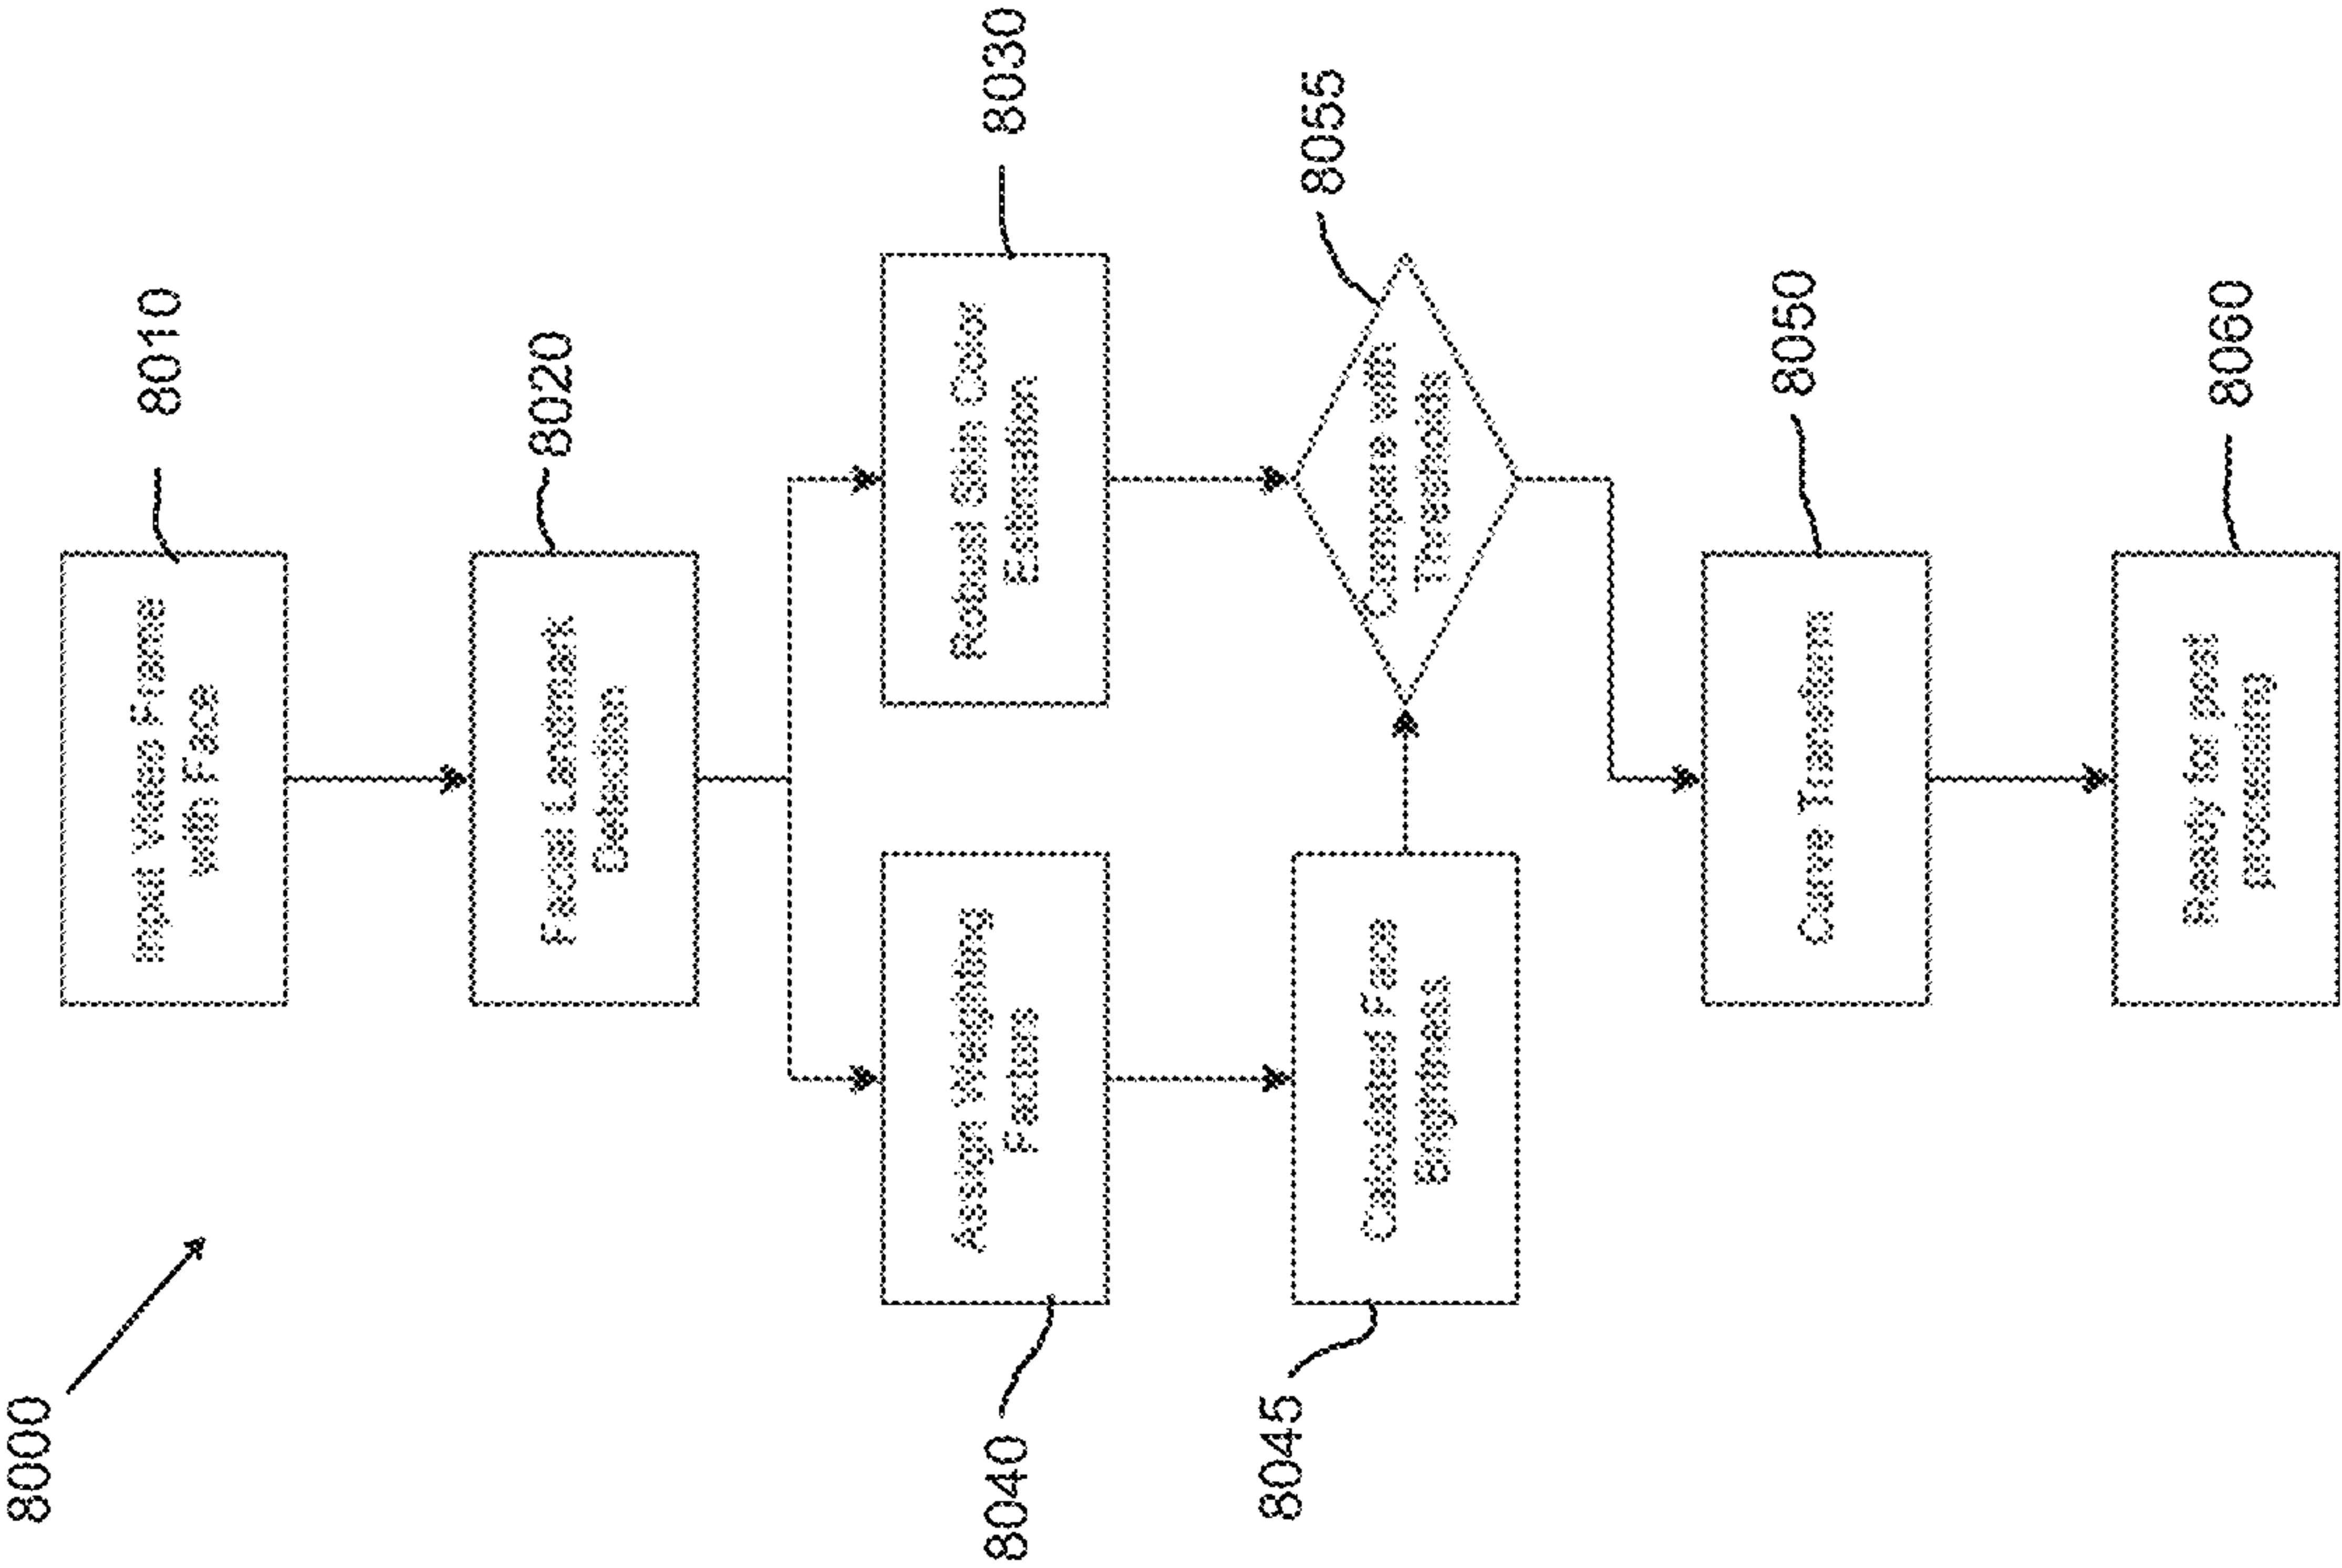 8000
Input Video Frame
with Face
8010
Facial Landmark
Detection
8020
Assign Weighting
Factors
8040
Robust Skin Color
Estimation
8030
Calculated Face
Brightness
8045
Compare with
Thresholds
8055
Curve Transform
8050
Ready for post
processing
8060